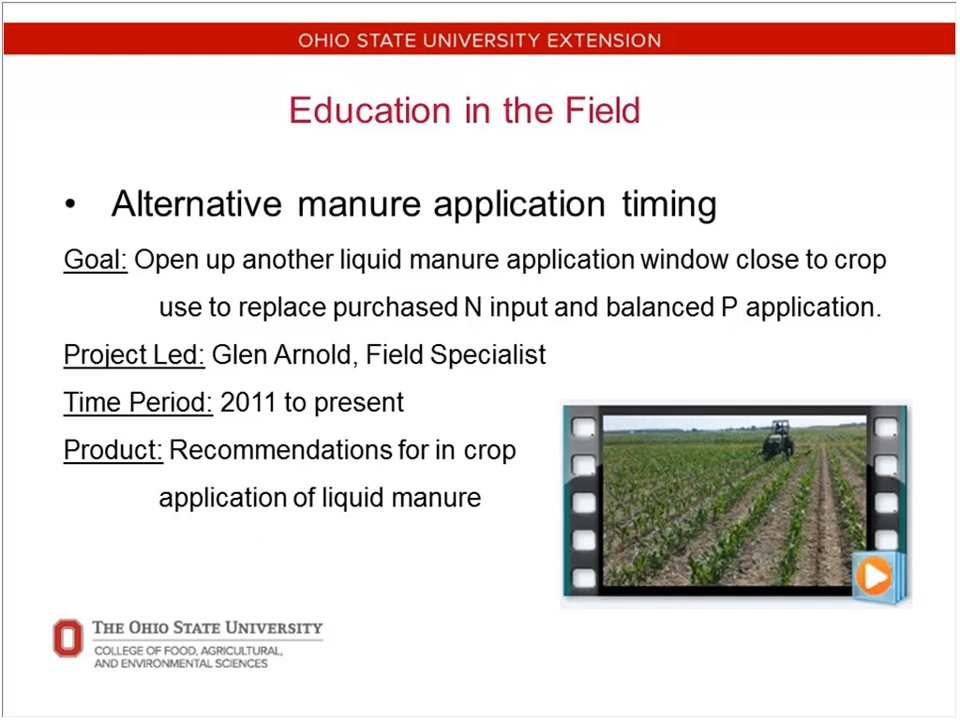 OHIO STATE UNIVERSITY EXTENSION
Education in the Field
• Alternative manure application timing
Goal: Open up another liquid manure application window close to crop
use to replace purchased N input and balanced P application.
Project Led: Glen Arnold, Field Specialist
Time Period: 2011 to present
Product: Recommendations for in crop
application of liquid manure
THE OHIO STATE UNIVERSITY
COLLEGE OF FOOD, AGRICULTURAL,
AND ENVIRONMENTAL SCIENCES